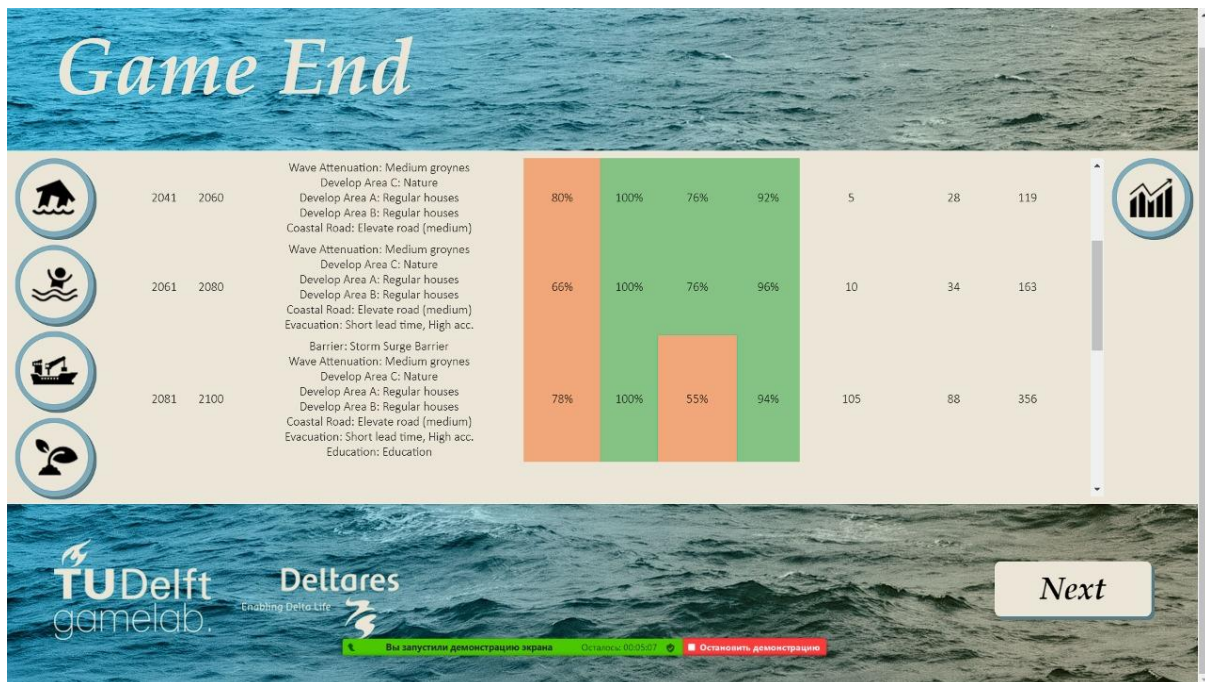 Game End
Wave Attenuation: Medium groynes
Develop Area C: Nature
2041 2060 Develop Area A: Regular houses 80% 100% 76% 92% 5 28 119
Develop Area B: Regular houses
Coastal Road: Elevate road (medium)
Wave Attenuation: Medium groynes
Develop Area C: Nature
Develop Area A: Regular houses
2061 2080 Develop Area B: Regular houses 66% 100% 76% 96% 10 34 163
Coastal Road: Elevate road (medium)
Evacuation: Short lead time, High acc.
Barrier: Storm Surge Barrier
Wave Attenuation: Medium groynes
Develop Area C: Nature
Develop Area A: Regular houses
2081 2100 Develop Area B: Regular houses 78% 100% 55% 94% 105 88 356
Coastal Road: Elevate road (medium)
Evacuation: Short lead time, High acc.
Education: Education
TUDelft
gamelab.
Deltares
Enabling Delta Life
Next
Вы запустили демонстрацию экрана Осталось: 00:05:07 Остановить демонстрацию